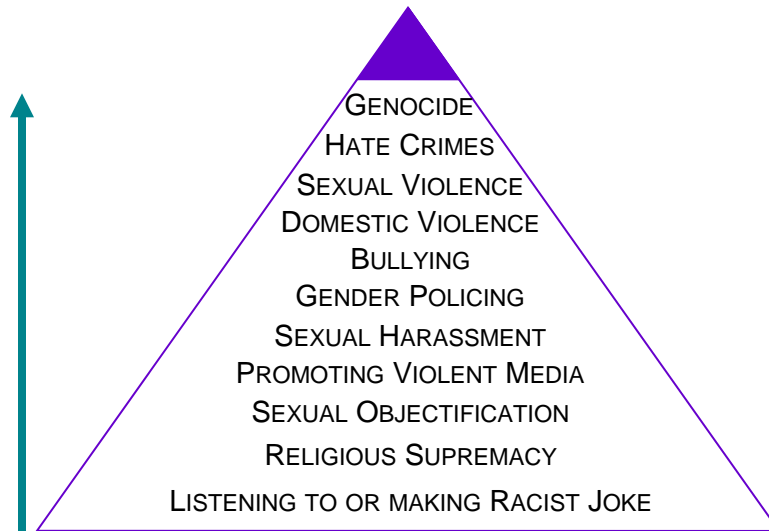 GENOCIDE
HATE CRIMES
SEXUAL VIOLENCE
DOMESTIC VIOLENCE
BULLYING
GENDER POLICING
SEXUAL HARASSMENT
PROMOTING VIOLENT MEDIA
SEXUAL OBJECTIFICATION
RELIGIOUS SUPREMACY
LISTENING TO OR MAKING RACIST JOKE